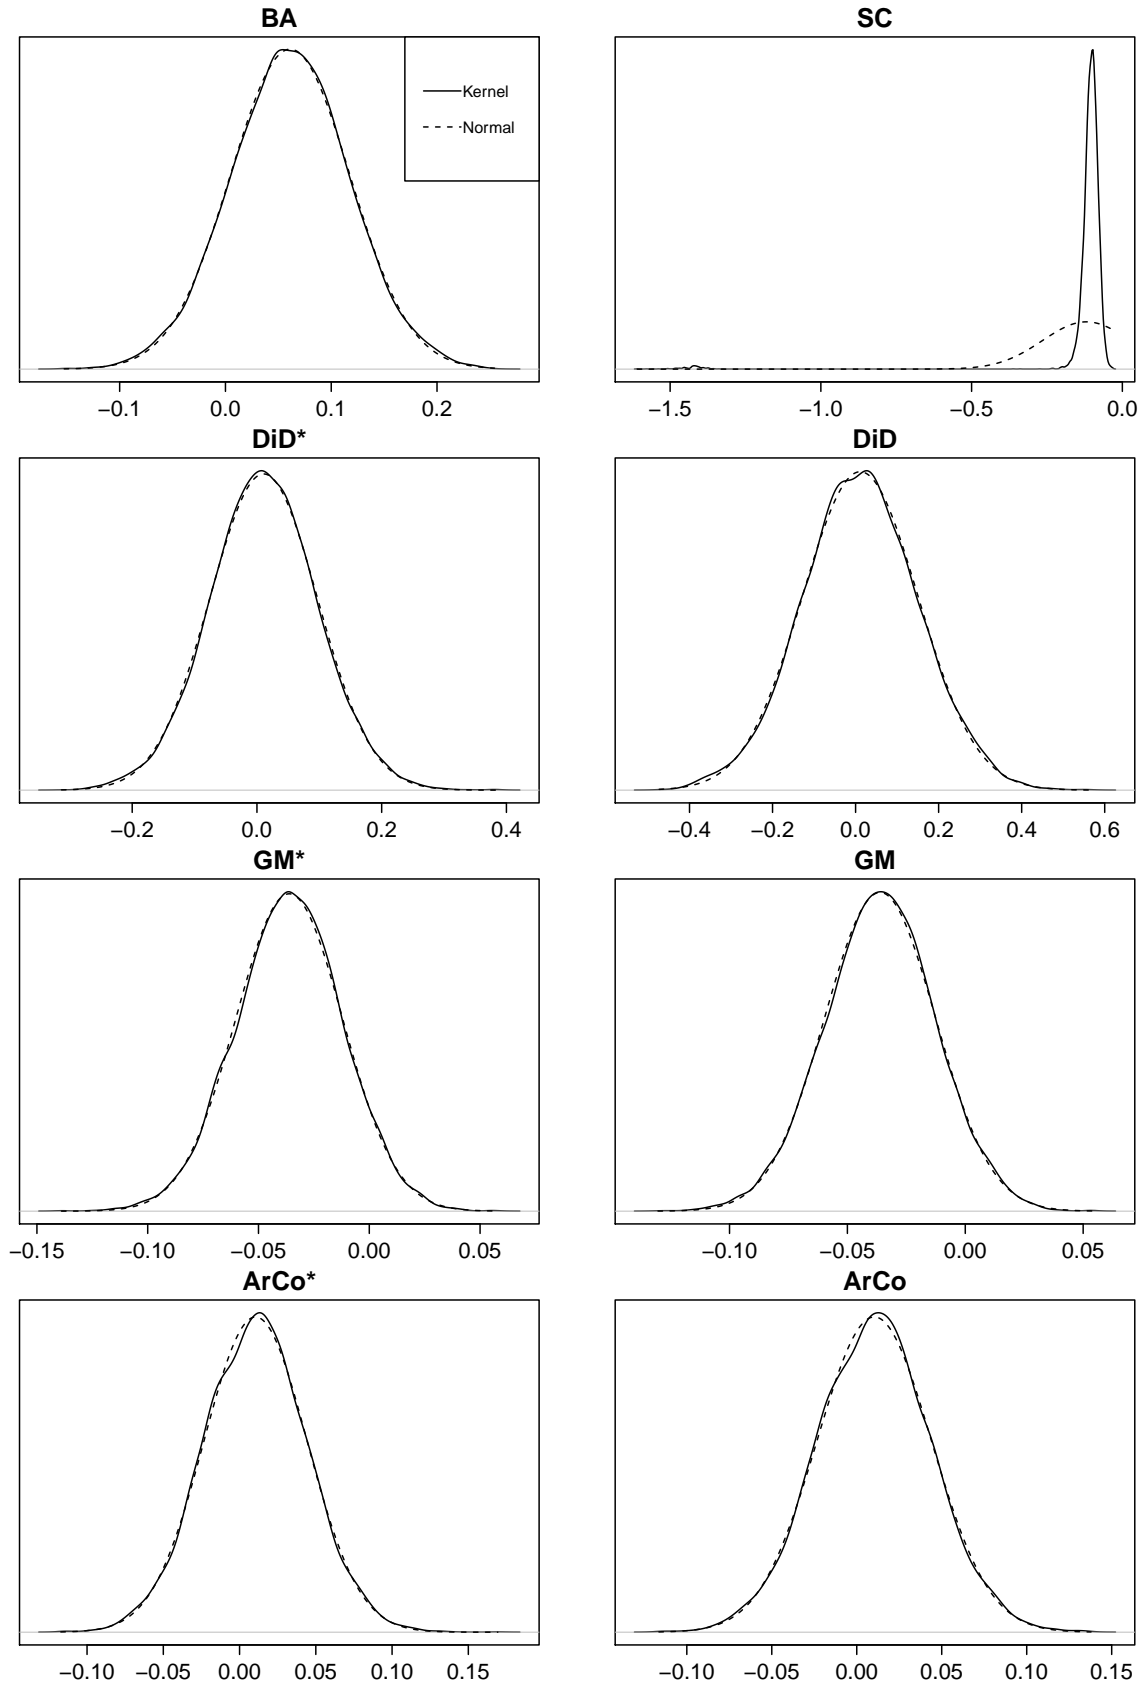 BA
Kernel
Normal
−0.1 0.0 0.1 0.2
SC
−1.5 −1.0 −0.5 0.0
DiD*
−0.2 0.0 0.2 0.4
DiD
−0.4 −0.2 0.0 0.2 0.4 0.6
GM*
−0.15 −0.10 −0.05 0.00 0.05
GM
−0.10 −0.05 0.00 0.05
ArCo*
−0.10 0.00 0.05 0.10 0.15
ArCo
−0.10 −0.05 0.00 0.05 0.10 0.15